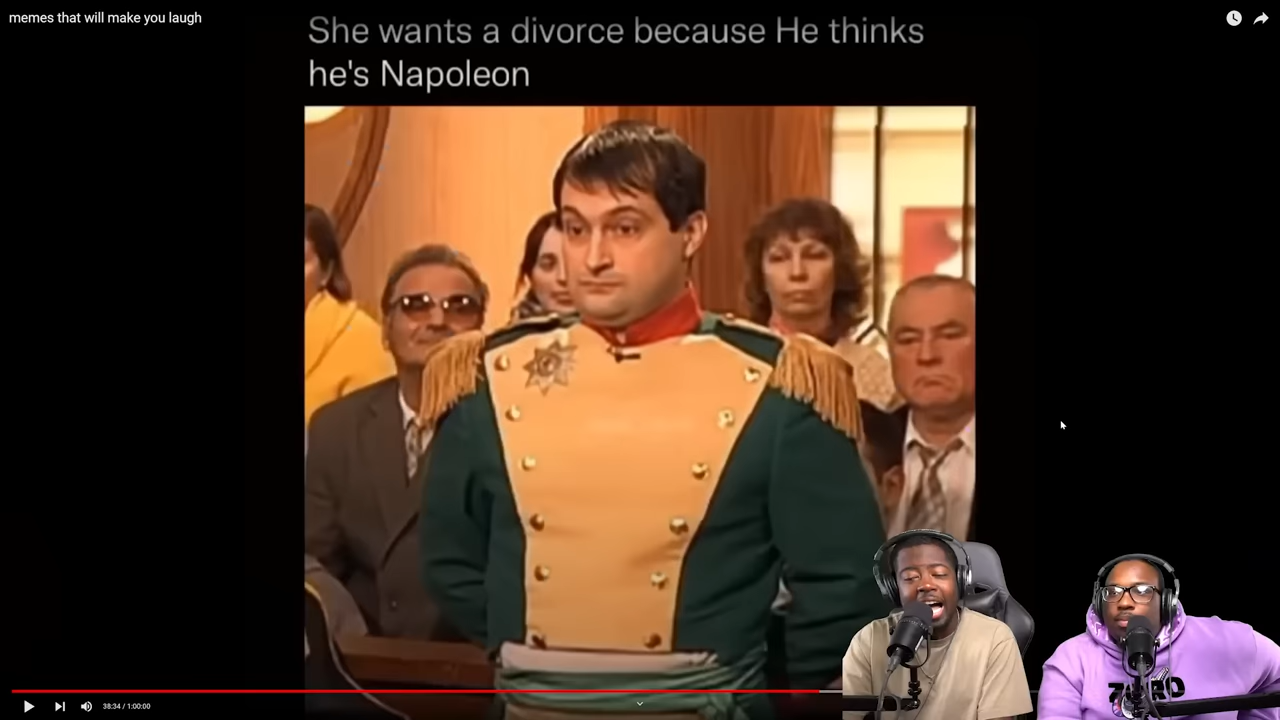 memes that will make you laugh
She wants a divorce because He thinks
he's Napoleon
38:34 / 1:00:00